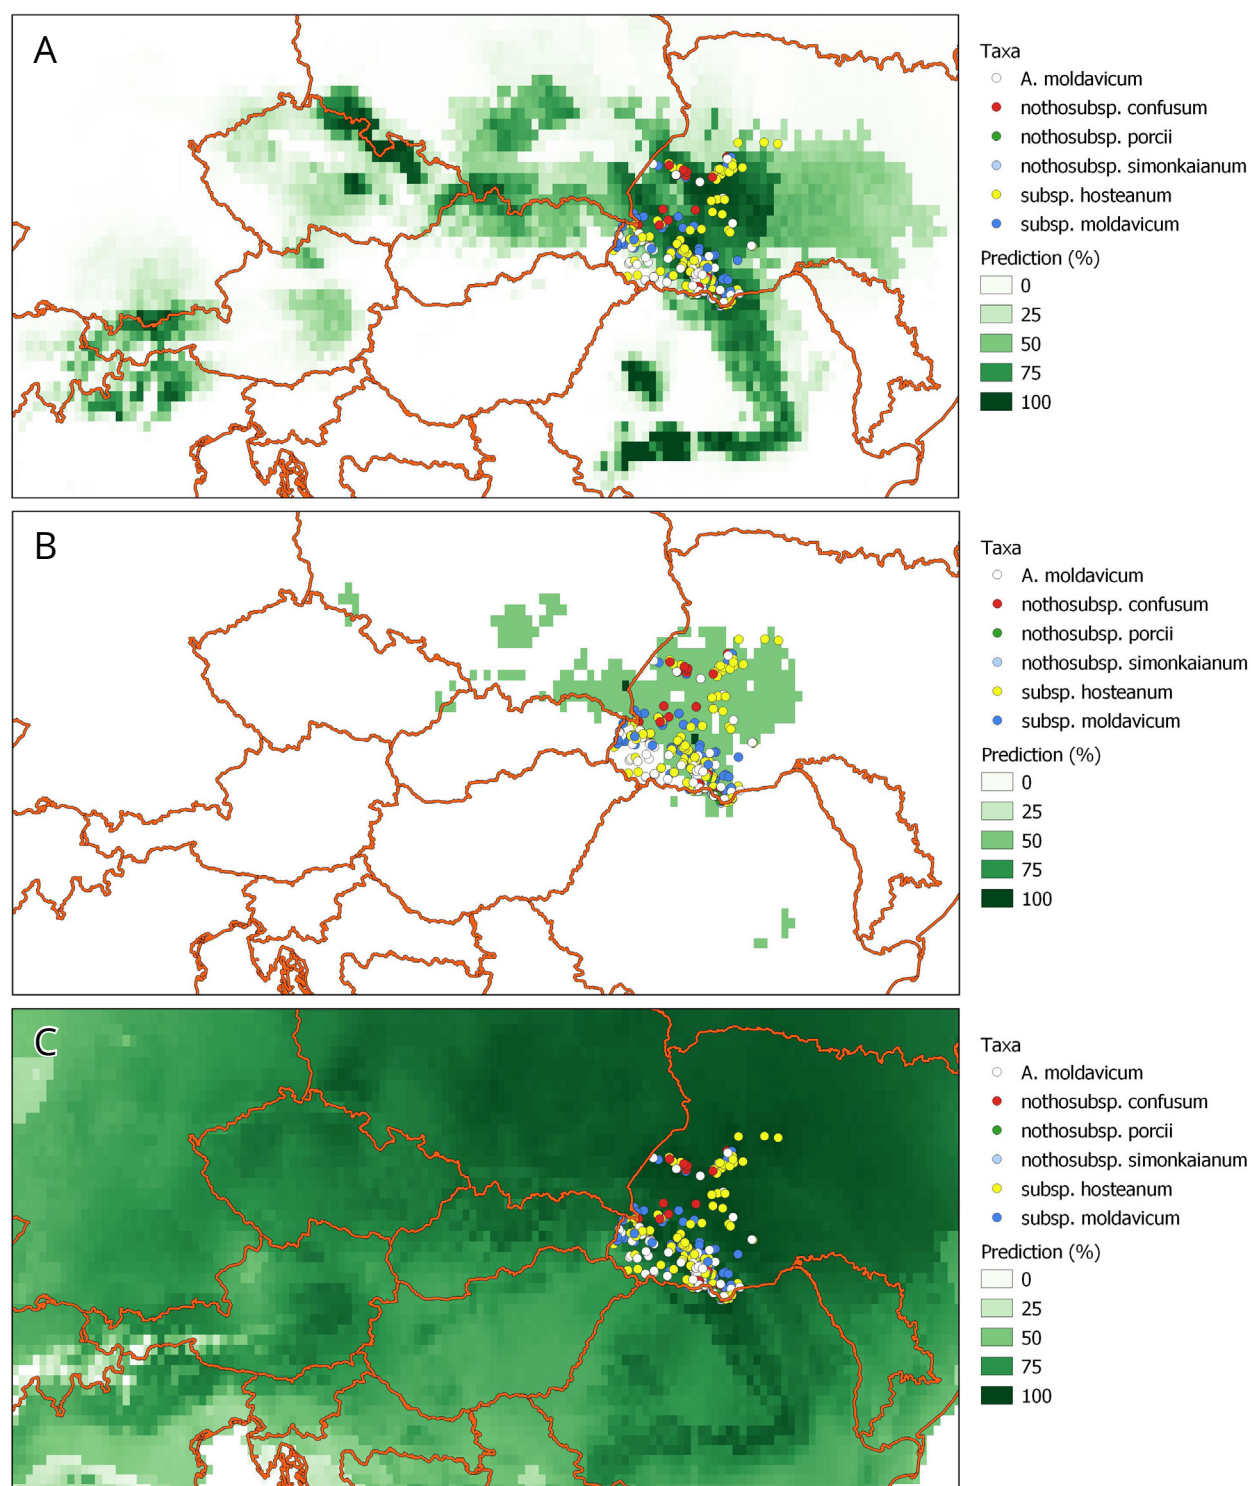 A
Taxa
A. moldavicum
nothosubsp. confusum
nothosubsp. porcii
nothosubsp. simonkaianum
subsp. hosteanum
subsp. moldavicum
Prediction (%)
0
25
50
75
100
B
Taxa
A. moldavicum
nothosubsp. confusum
nothosubsp. porcii
nothosubsp. simonkaianum
subsp. hosteanum
subsp. moldavicum
Prediction (%)
0
25
50
75
100
C
Taxa
A. moldavicum
nothosubsp. confusum
nothosubsp. porcii
nothosubsp. simonkaianum
subsp. hosteanum
subsp. moldavicum
Prediction (%)
0
25
50
75
100